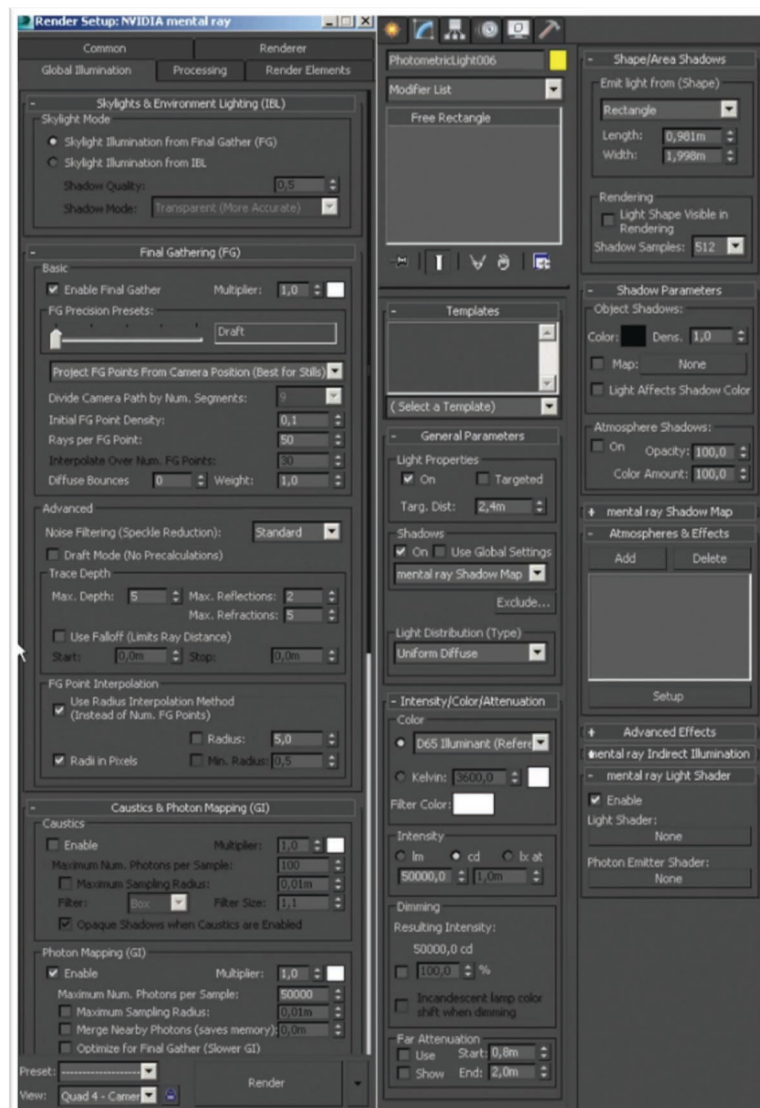 Render Setup: NVIDIA mental ray
Common
Renderer
Global Illumination
Processing
Render Elements
- Skylights & Environment Lighting (IBL)
Skylight Mode
Skylight Illumination from Final Gather (FG)
Skylight Illumination from IBL
Shadow Quality: 0,5
Shadow Mode: Transparent (More Accurate)
- Final Gathering (FG)
Basic
Enable Final Gather Multiplier: 1,0
FG Precision Presets:
Draft
Project FG Points From Camera Position (Best for Stills)
Divide Camera Path by Num. Segments: 9
Initial FG Point Density: 0,1
Rays per FG Point: 50
Interpolate Over Num. FG Points: 30
Diffuse Bounces 0 Weight: 1,0
Advanced
Noise Filtering (Speckle Reduction): Standard
Draft Mode (No Precalculations)
Trace Depth
Max. Depth: 5 Max. Reflections: 2
Max. Refractions: 5
Use Falloff (Limits Ray Distance)
Start: 0,0m Stop: 0,0m
FG Point Interpolation
Use Radius Interpolation Method
(Instead of Num. FG Points)
Radius: 5,0
Radii in Pixels Min. Radius: 0,5
- Caustics & Photon Mapping (GI)
Caustics
Enable Multiplier: 1,0
Maximum Num. Photons per Sample: 100
Maximum Sampling Radius: 0,01m
Filter: Box Filter Size: 1,1
Opaque Shadows when Caustics are Enabled
Photon Mapping (GI)
Enable Multiplier: 1,0
Maximum Num. Photons per Sample: 50000
Maximum Sampling Radius: 0,01m
Merge Nearby Photons (saves memory): 0,0m
Optimize for Final Gather (Slower GI)
Preset: --------------------
View: Quad 4 - Camer
Render
PhotometricLight006
Modifier List
Free Rectangle
- Templates
( Select a Template)
- General Parameters
Light Properties
On Targeted
Targ. Dist: 2,4m
Shadows
On Use Global Settings
mental ray Shadow Map
Exclude...
Light Distribution (Type)
Uniform Diffuse
- Intensity/Color/Attenuation
Color
D65 Illuminant (Refere
Kelvin: 3600,0
Filter Color:
Intensity
lm cd lx at
50000,0 1,0m
Dimming
Resulting Intensity:
50000,0 cd
100,0 %
Incandescent lamp color
shift when dimming
Far Attenuation
Use Start: 0,8m
Show End: 2,0m
- Shape/Area Shadows
Emit light from (Shape)
Rectangle
Length: 0,981m
Width: 1,998m
Rendering
Light Shape Visible in
Rendering
Shadow Samples: 512
- Shadow Parameters
Object Shadows:
Color: Dens. 1,0
Map: None
Light Affects Shadow Color
Atmosphere Shadows:
On Opacity: 100,0
Color Amount: 100,0
+ mental ray Shadow Map
- Atmospheres & Effects
Add Delete
Setup
+ Advanced Effects
+ mental ray Indirect Illumination
- mental ray Light Shader
Enable
Light Shader:
None
Photon Emitter Shader:
None